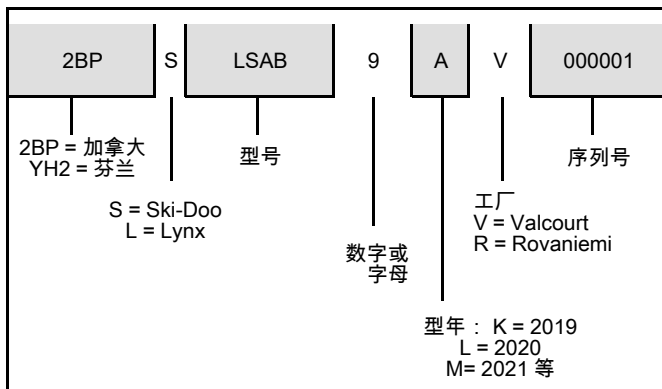 2BP S LSAB 9 A V 000001
2BP = 加拿大
YH2 = 芬兰
型号
序列号
S = Ski-Doo
L = Lynx
工厂
V = Valcourt
R = Rovaniemi
数字或
字母
型年 : K = 2019
L = 2020
M= 2021 等